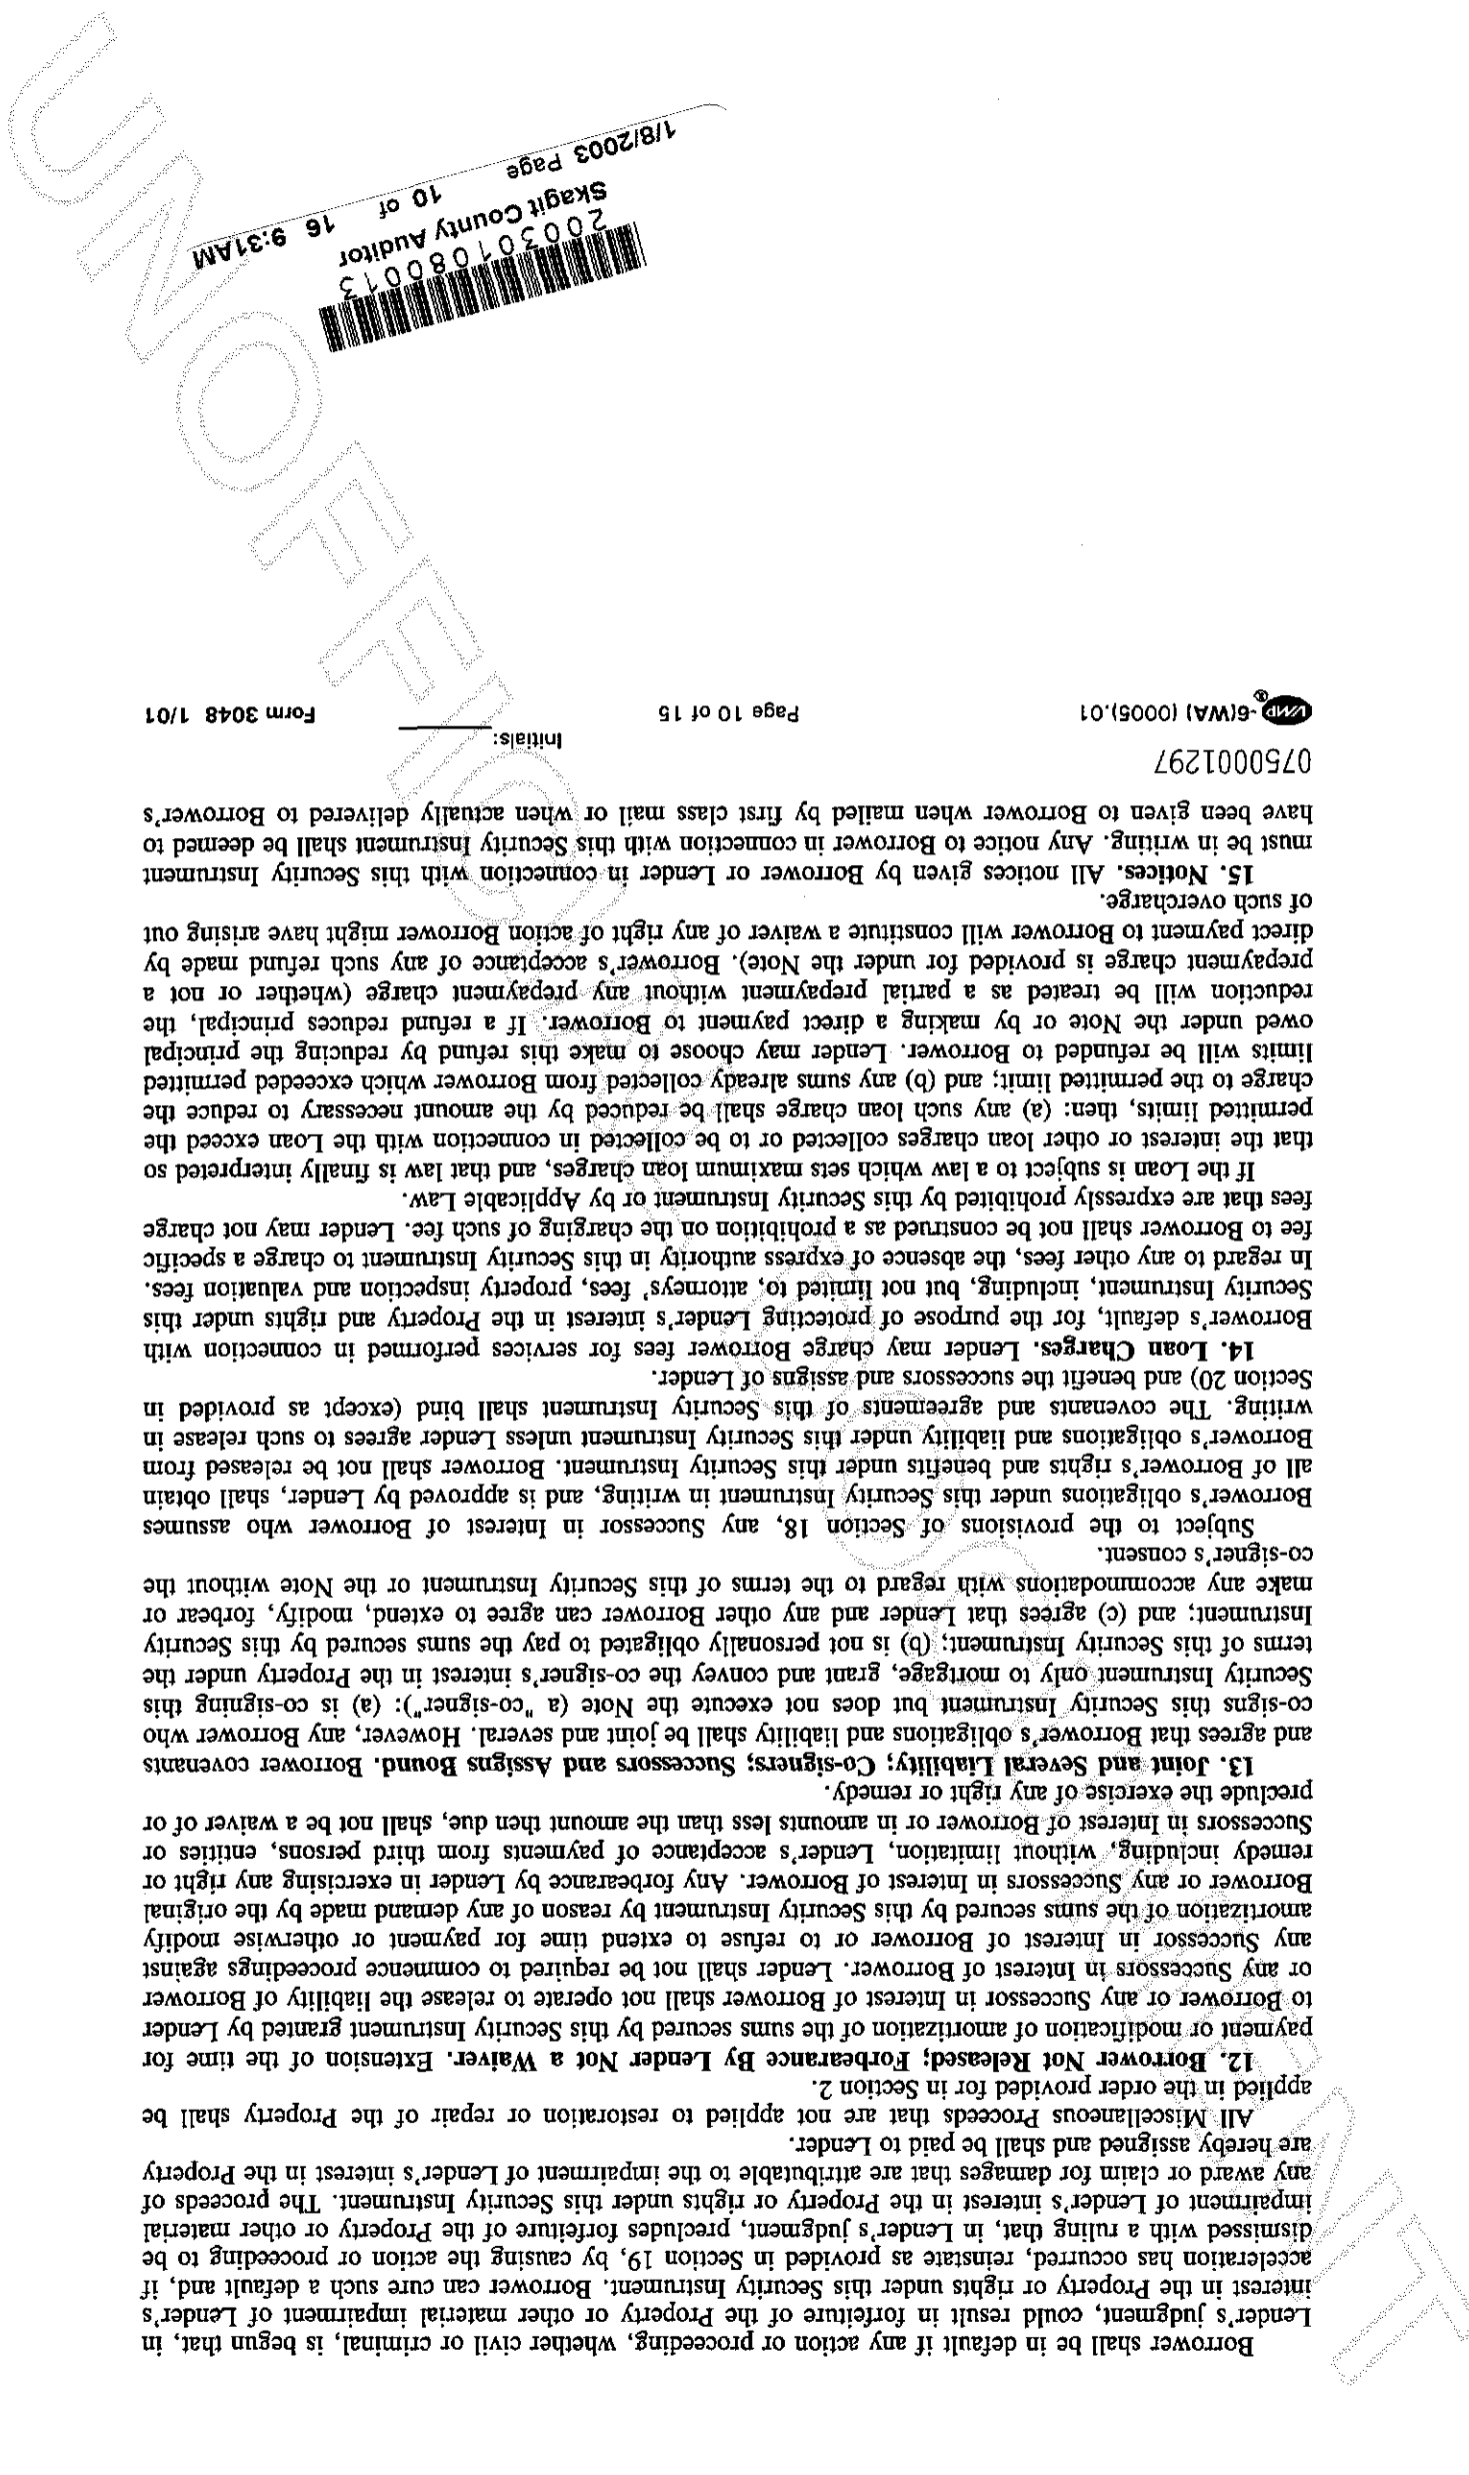 Borrower shall be in default if any action or proceeding, whether civil or criminal, is begun that, in
Lender's judgment, could result in forfeiture of the Property or other material impairment of Lender's
interest in the Property or rights under this Security Instrument. Borrower can cure such a default and, if
acceleration has occurred, reinstate as provided in Section 19, by causing the action or proceeding to be
dismissed with a ruling that, in Lender's judgment, precludes forfeiture of the Property or other material
impairment of Lender's interest in the Property or rights under this Security Instrument. The proceeds of
any award or claim for damages that are attributable to the impairment of Lender's interest in the Property
are hereby assigned and shall be paid to Lender.
All Miscellaneous Proceeds that are not applied to restoration or repair of the Property shall be
applied in the order provided for in Section 2.
12. Borrower Not Released; Forbearance By Lender Not a Waiver. Extension of the time for
payment or modification of amortization of the sums secured by this Security Instrument granted by Lender
to Borrower or any Successor in Interest of Borrower shall not operate to release the liability of Borrower
or any Successors in Interest of Borrower. Lender shall not be required to commence proceedings against
any Successor in Interest of Borrower or to refuse to extend time for payment or otherwise modify
amortization of the sums secured by this Security Instrument by reason of any demand made by the original
Borrower or any Successors in Interest of Borrower. Any forbearance by Lender in exercising any right or
remedy including, without limitation, Lender's acceptance of payments from third persons, entities or
Successors in Interest of Borrower or in amounts less than the amount then due, shall not be a waiver of or
preclude the exercise of any right or remedy.
13. Joint and Several Liability; Co-signers; Successors and Assigns Bound. Borrower covenants
and agrees that Borrower's obligations and liability shall be joint and several. However, any Borrower who
co-signs this Security Instrument but does not execute the Note (a "co-signer"): (a) is co-signing this
Security Instrument only to mortgage, grant and convey the co-signer's interest in the Property under the
terms of this Security Instrument; (b) is not personally obligated to pay the sums secured by this Security
Instrument; and (c) agrees that Lender and any other Borrower can agree to extend, modify, forbear or
make any accommodations with regard to the terms of this Security Instrument or the Note without the
co-signer's consent.
Subject to the provisions of Section 18, any Successor in Interest of Borrower who assumes
Borrower's obligations under this Security Instrument in writing, and is approved by Lender, shall obtain
all of Borrower's rights and benefits under this Security Instrument. Borrower shall not be released from
Borrower's obligations and liability under this Security Instrument unless Lender agrees to such release in
writing. The covenants and agreements of this Security Instrument shall bind (except as provided in
Section 20) and benefit the successors and assigns of Lender.
14. Loan Charges. Lender may charge Borrower fees for services performed in connection with
Borrower's default, for the purpose of protecting Lender's interest in the Property and rights under this
Security Instrument, including, but not limited to, attorneys' fees, property inspection and valuation fees.
In regard to any other fees, the absence of express authority in this Security Instrument to charge a specific
fee to Borrower shall not be construed as a prohibition on the charging of such fee. Lender may not charge
fees that are expressly prohibited by this Security Instrument or by Applicable Law.
If the Loan is subject to a law which sets maximum loan charges, and that law is finally interpreted so
that the interest or other loan charges collected or to be collected in connection with the Loan exceed the
permitted limits, then: (a) any such loan charge shall be reduced by the amount necessary to reduce the
charge to the permitted limit; and (b) any sums already collected from Borrower which exceeded permitted
limits will be refunded to Borrower. Lender may choose to make this refund by reducing the principal
owed under the Note or by making a direct payment to Borrower. If a refund reduces principal, the
reduction will be treated as a partial prepayment without any prepayment charge (whether or not a
prepayment charge is provided for under the Note). Borrower's acceptance of any such refund made by
direct payment to Borrower will constitute a waiver of any right of action Borrower might have arising out
of such overcharge.
15. Notices. All notices given by Borrower or Lender in connection with this Security Instrument
must be in writing. Any notice to Borrower in connection with this Security Instrument shall be deemed to
have been given to Borrower when mailed by first class mail or when actually delivered to Borrower's
0750001297
Initials:
VMP®-6(WA) (0005).01 Page 10 of 15 Form 3048 1/01
200301080013
Skagit County Auditor
1/8/2003 Page 10 of 16 9:31AM
UNOFFICIAL DOCUMENT